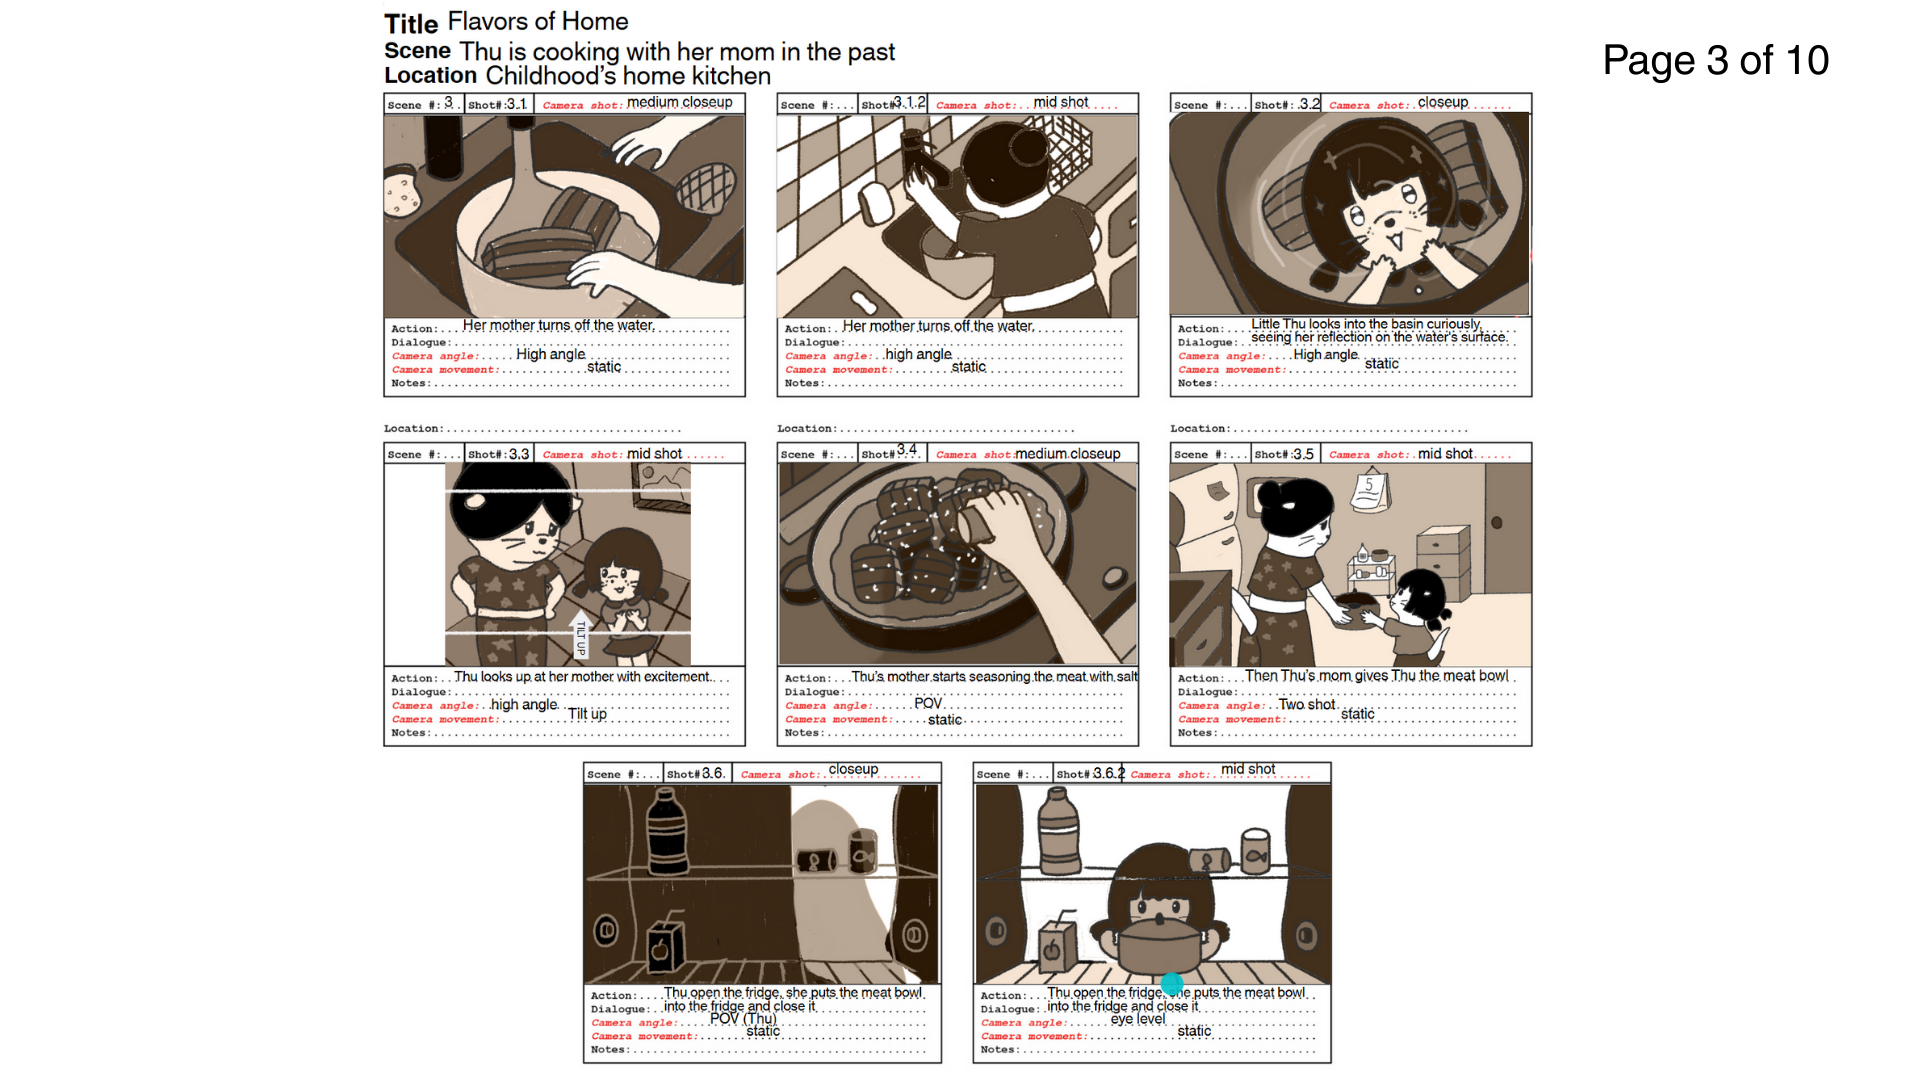 Title Flavors of Home
Page 3 of 10
Scene Thu is cooking with her mom in the past
Location Childhood's home kitchen
Scene #: 3 Shot#: 3.1 Camera shot: medium closeup
Action: Her mother turns off the water.
Dialogue:
Camera angle: High angle
Camera movement: static
Notes:
Scene #:... Shot#: 3.1.2 Camera shot: mid shot
Action: Her mother turns off the water.
Dialogue:
Camera angle: high angle
Camera movement: static
Notes:
Scene #:... Shot#: 3.2 Camera shot: closeup
Action: Little Thu looks into the basin curiously,
Dialogue: seeing her reflection on the water's surface.
Camera angle: High angle
Camera movement: static
Notes:
Location:
Scene #:... Shot#: 3.3 Camera shot: mid shot
TILT UP
Action: Thu looks up at her mother with excitement.
Dialogue:
Camera angle: high angle
Camera movement: Tilt up
Notes:
Location:
Scene #:... Shot#: 3.4 Camera shot: medium closeup
Action: Thu's mother starts seasoning the meat with salt
Dialogue:
Camera angle: POV
Camera movement: static
Notes:
Location:
Scene #:... Shot#: 3.5 Camera shot: mid shot
5
Action: Then Thu's mom gives Thu the meat bowl
Dialogue:
Camera angle: Two shot
Camera movement: static
Notes:
Scene #:... Shot#: 3.6. Camera shot: closeup
Action: Thu open the fridge, she puts the meat bowl
Dialogue: into the fridge and close it
Camera angle: POV (Thu)
Camera movement: static
Notes:
Scene #:... Shot#: 3.6.2 Camera shot: mid shot
Action: Thu open the fridge, she puts the meat bowl
Dialogue: into the fridge and close it
Camera angle: eye level
Camera movement: static
Notes: